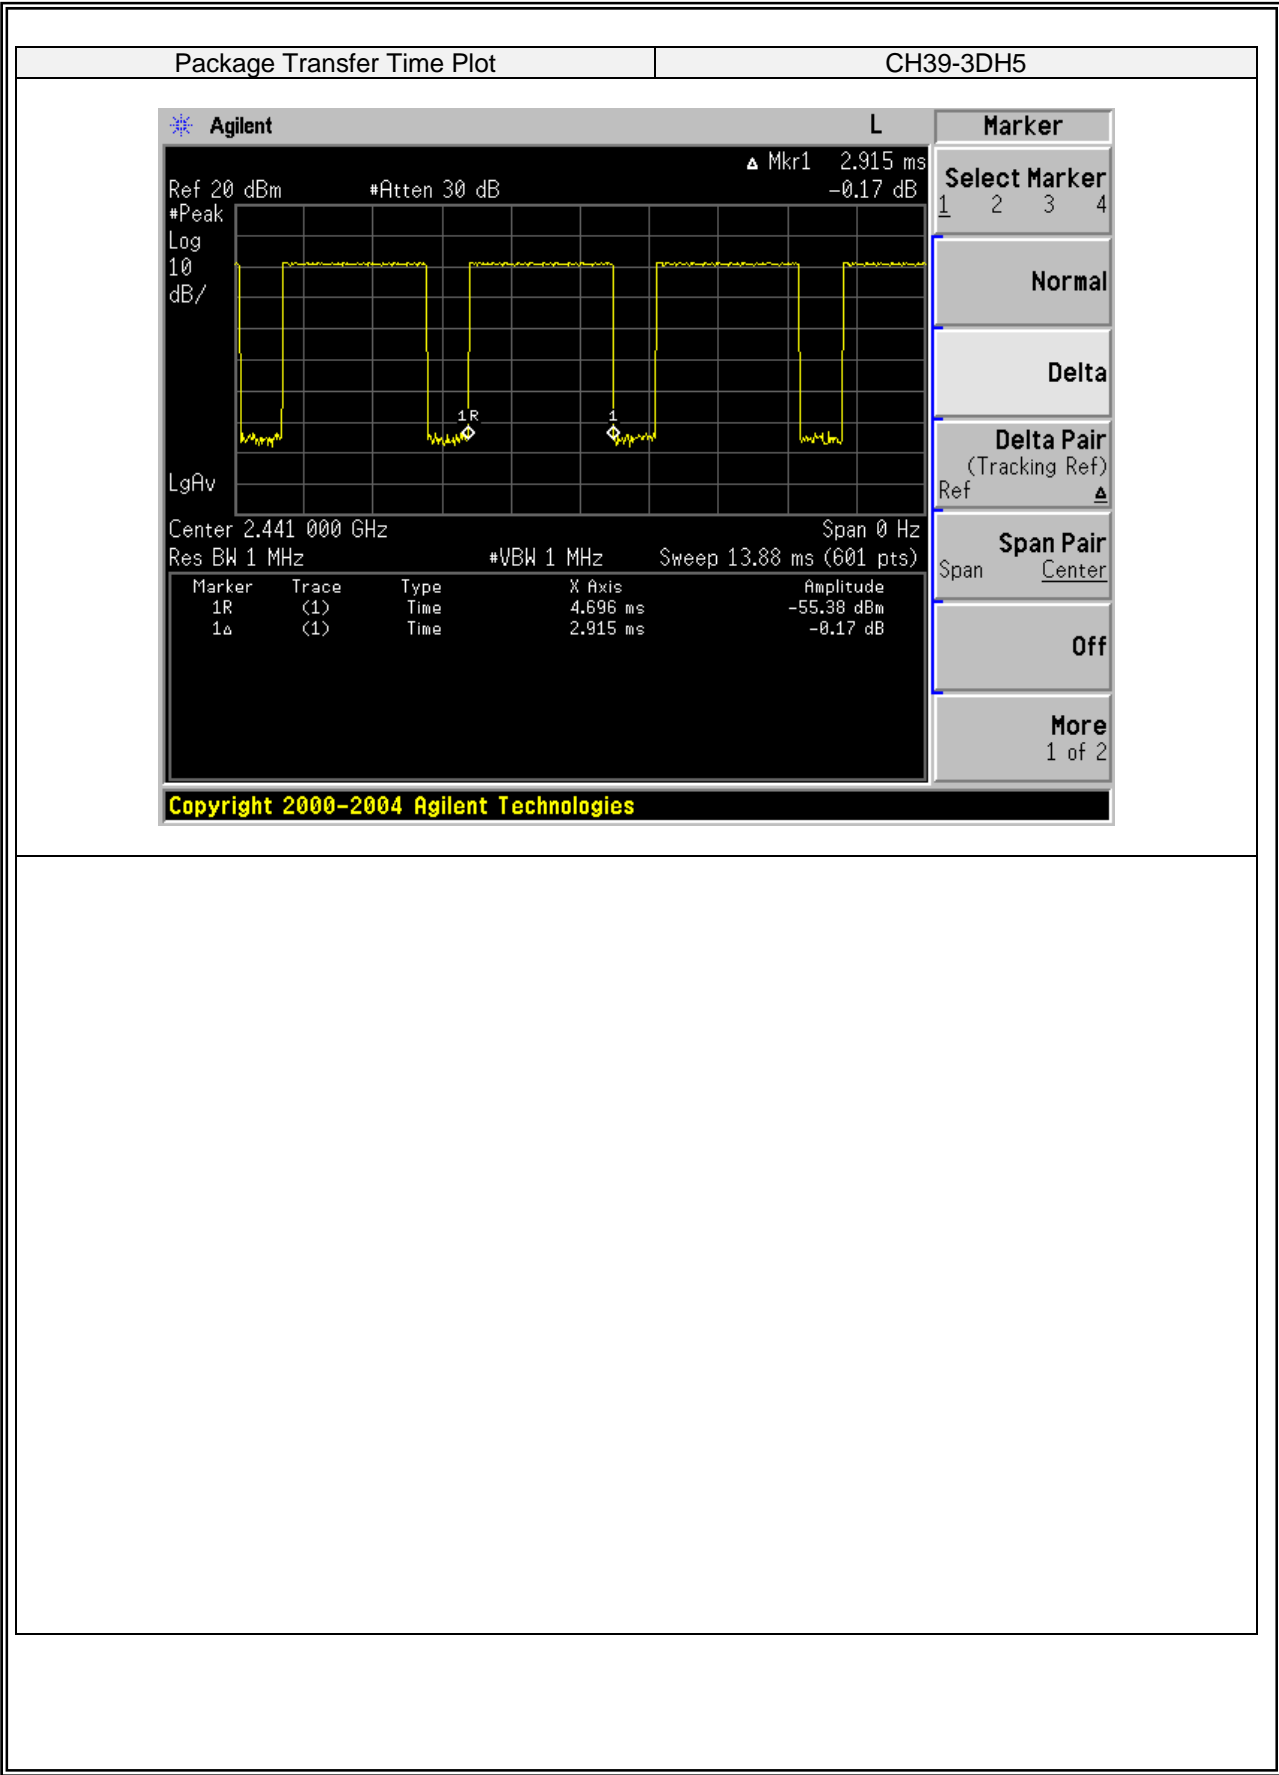 Package Transfer Time Plot CH39-3DH5
Agilent L Marker
Δ Mkr1 2.915 ms
Ref 20 dBm #Atten 30 dB -0.17 dB
#Peak
Log
10
dB/
1R 1
LgAv
Center 2.441 000 GHz Span 0 Hz
Res BW 1 MHz #VBW 1 MHz Sweep 13.88 ms (601 pts)
Marker Trace Type X Axis Amplitude
1R (1) Time 4.696 ms -55.38 dBm
1Δ (1) Time 2.915 ms -0.17 dB
Select Marker
1 2 3 4
Normal
Delta
Delta Pair
(Tracking Ref)
Ref Δ
Span Pair
Span Center
Off
More
1 of 2
Copyright 2000-2004 Agilent Technologies